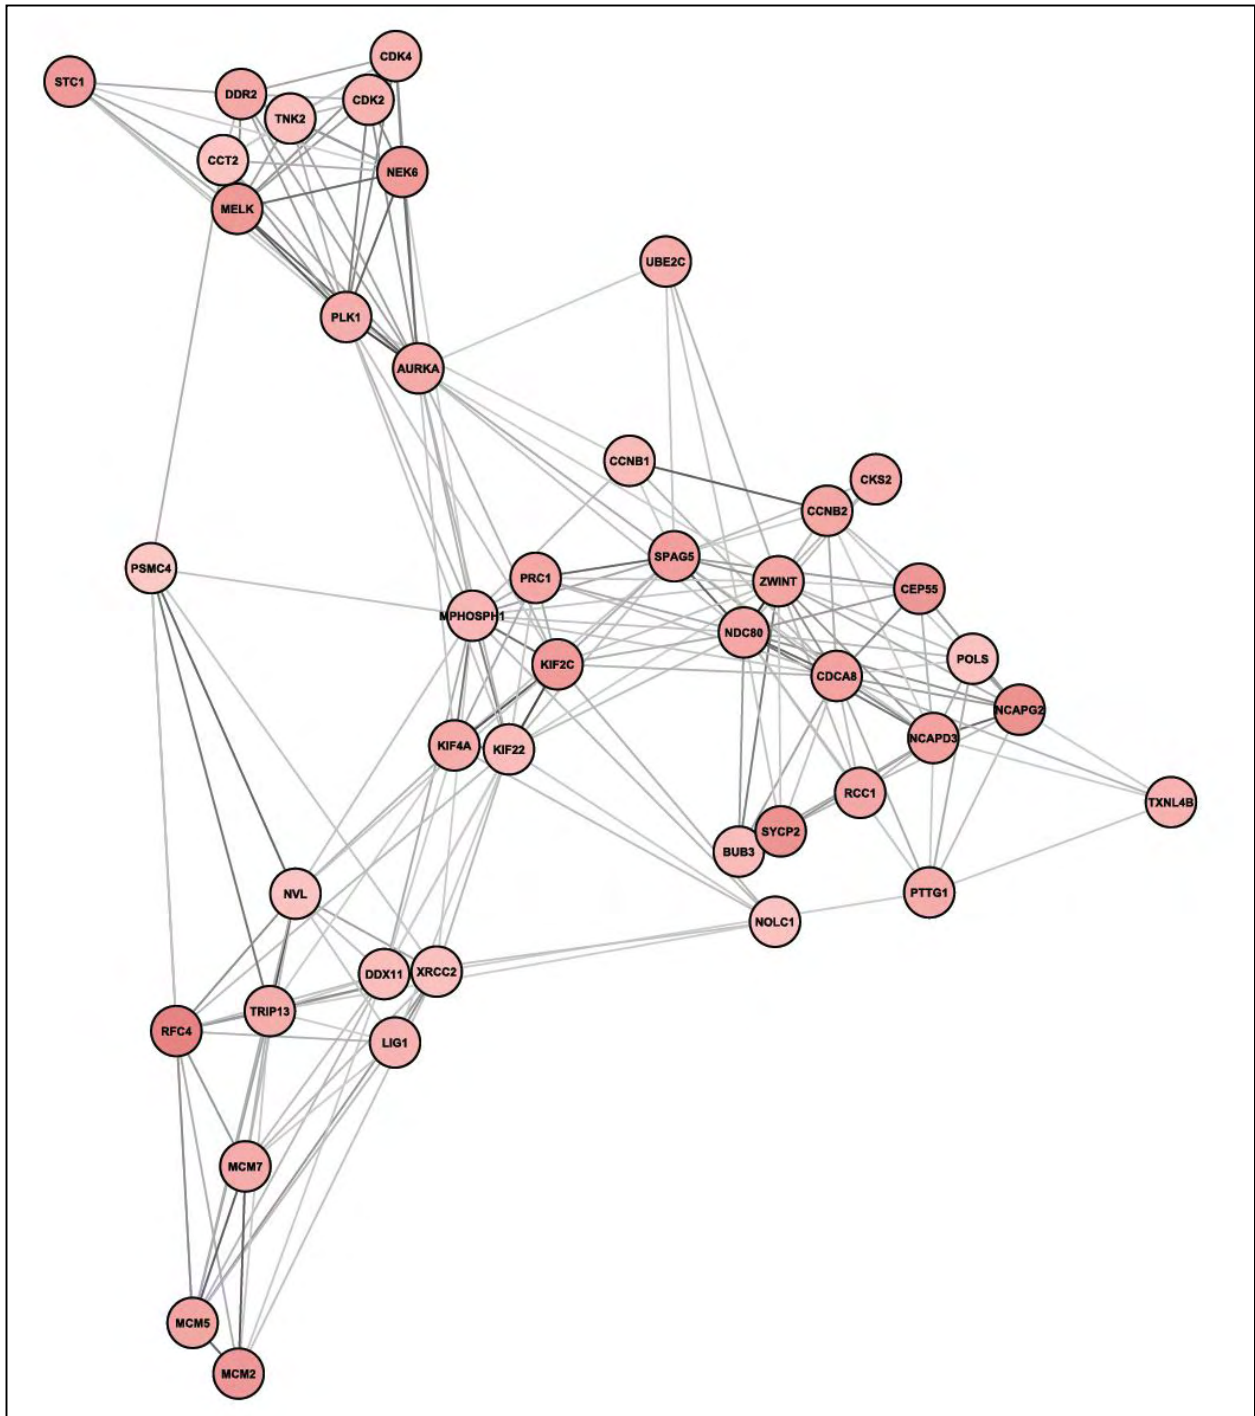 CDK4
STC1
DDR2
CDK2
TNK2
CCT2
NEK6
MELK
UBE2C
PLK1
AURKA
CCNB1
CKS2
CCNB2
SPAG5
PSMC4
PRC1
ZWINT
CEP55
MPHOSPH1
NDC80
KIF2C
POLS
CDCA8
NCAPG2
KIF4A
KIF22
NCAPD3
RCC1
TXNL4B
SYCP2
BUB3
NVL
PTTG1
NOLC1
DDX11
XRCC2
TRIP13
RFC4
LIG1
MCM7
MCM5
MCM2